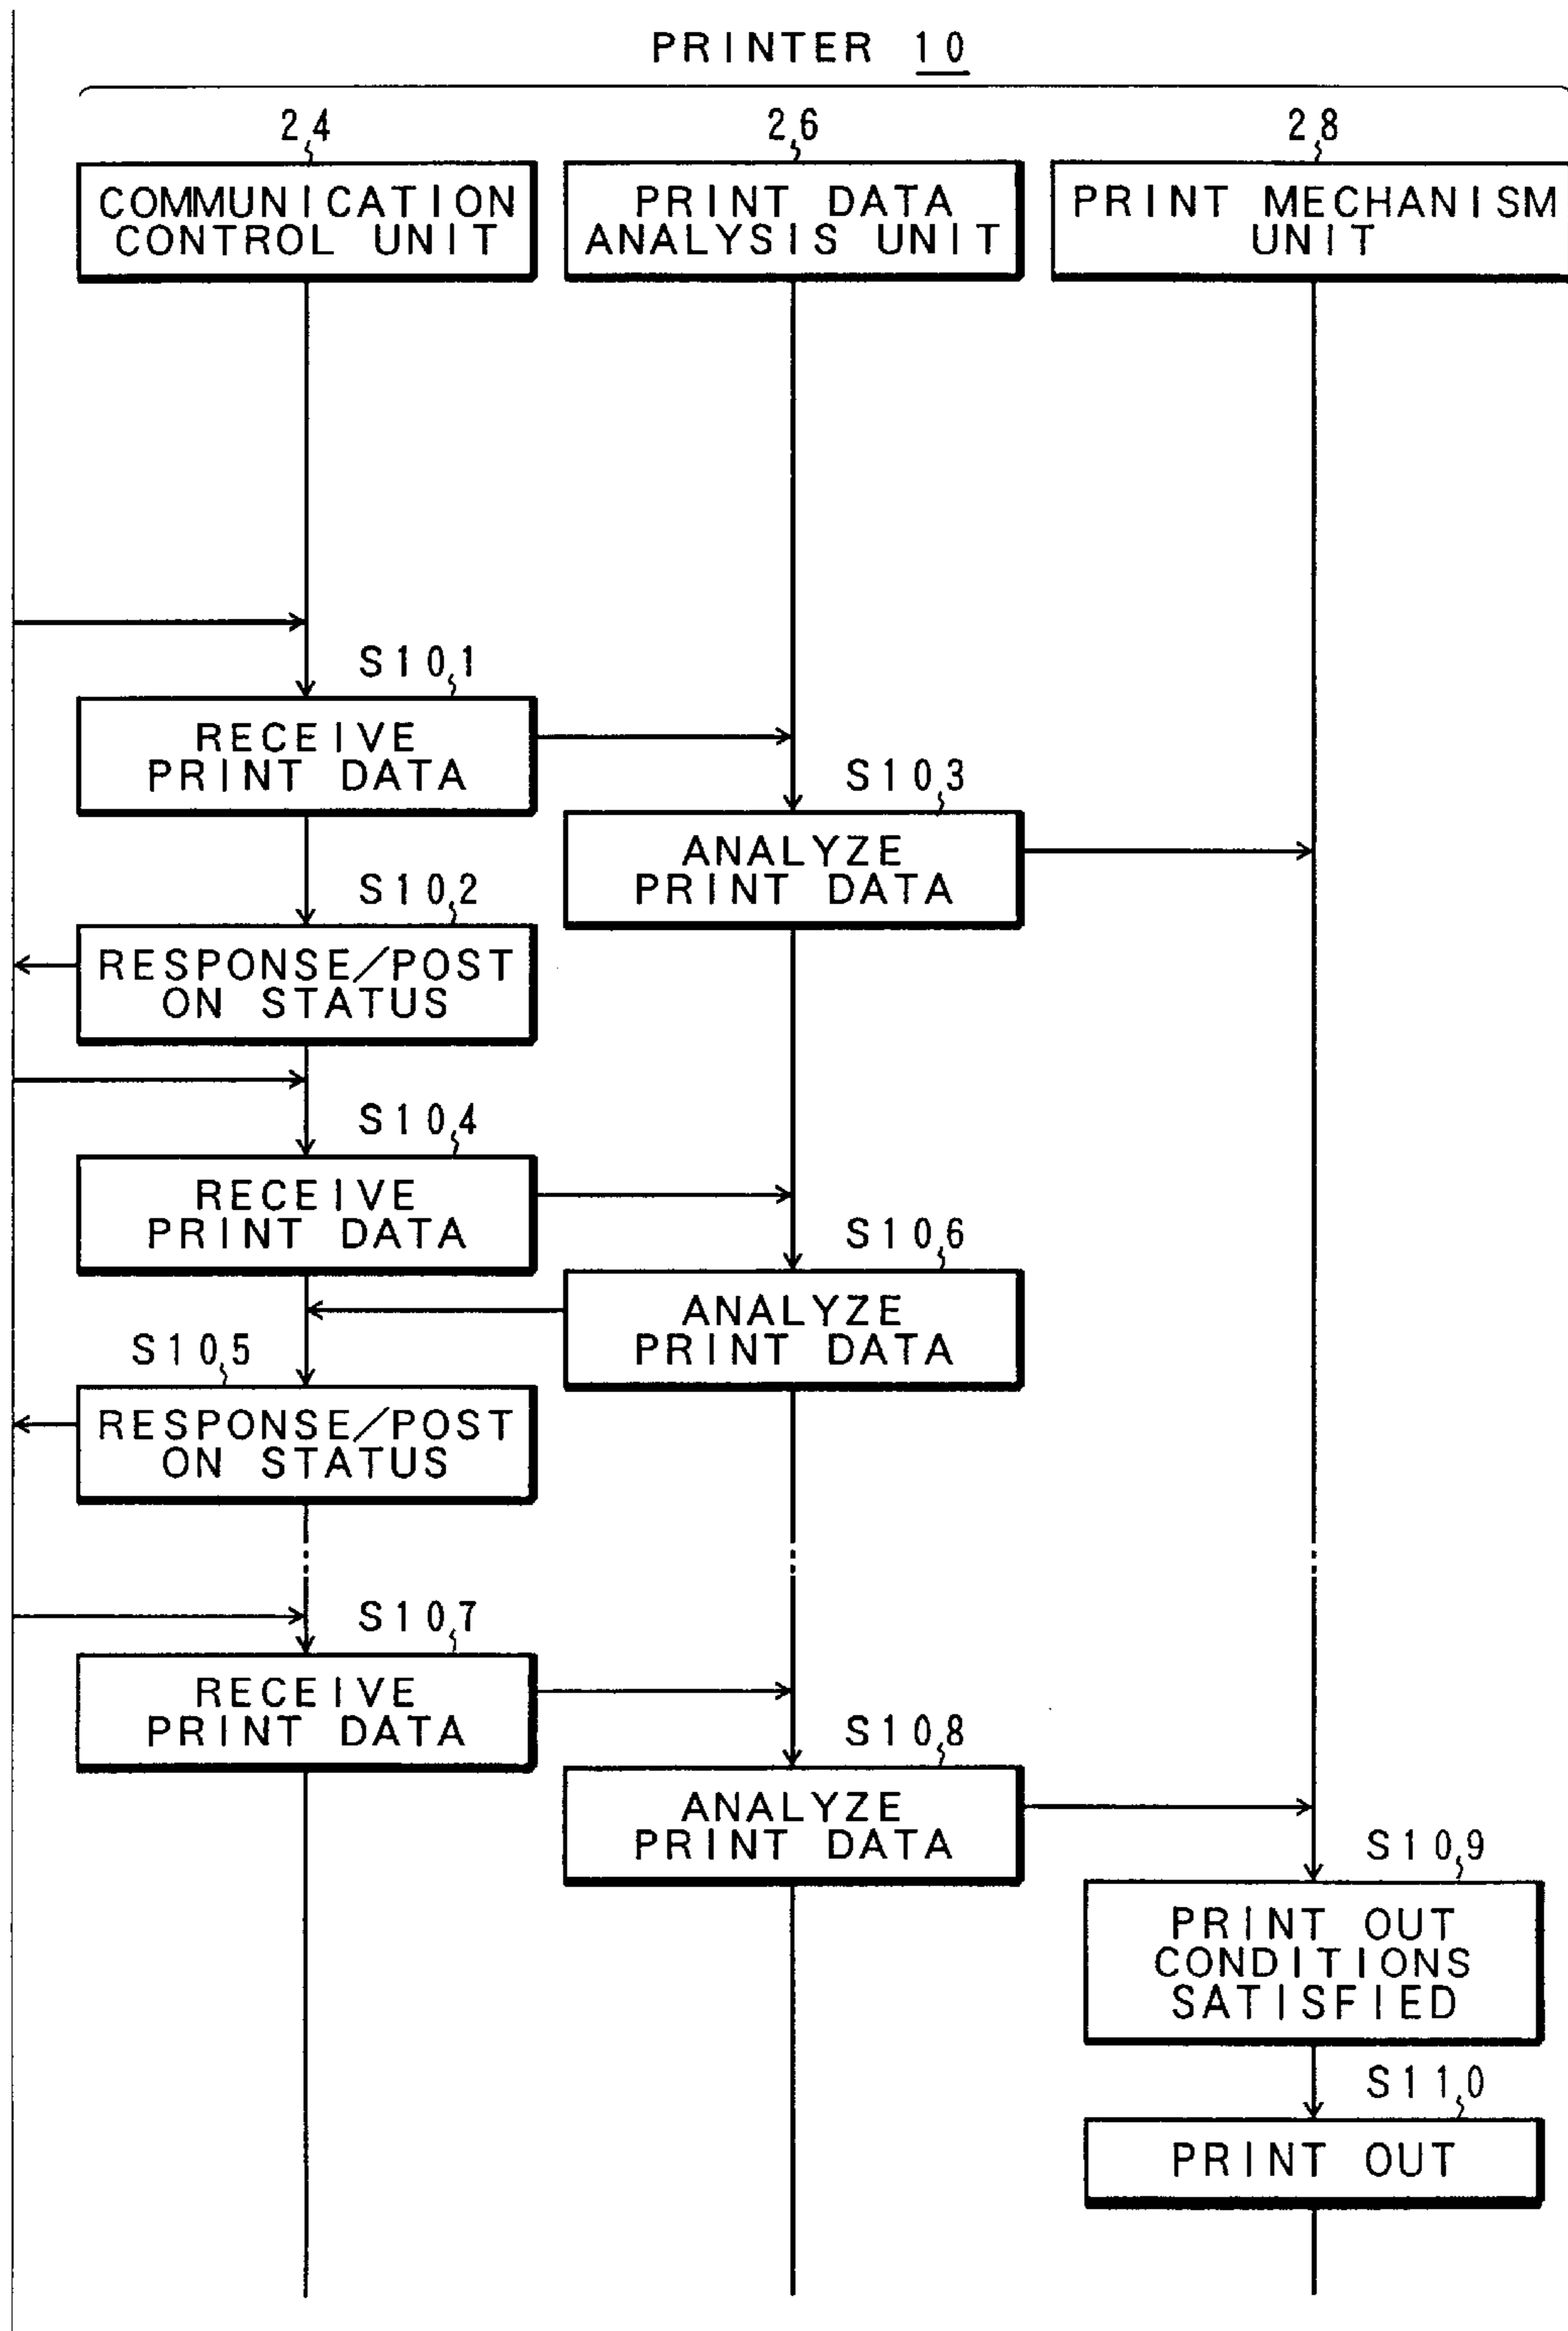 PRINTER 10
24
26
28
COMMUNICATION
CONTROL UNIT
PRINT DATA
ANALYSIS UNIT
PRINT MECHANISM
UNIT
S101
RECEIVE
PRINT DATA
S103
ANALYZE
PRINT DATA
S102
RESPONSE/POST
ON STATUS
S104
RECEIVE
PRINT DATA
S106
ANALYZE
PRINT DATA
S105
RESPONSE/POST
ON STATUS
S107
RECEIVE
PRINT DATA
S108
ANALYZE
PRINT DATA
S109
PRINT OUT
CONDITIONS
SATISFIED
S110
PRINT OUT